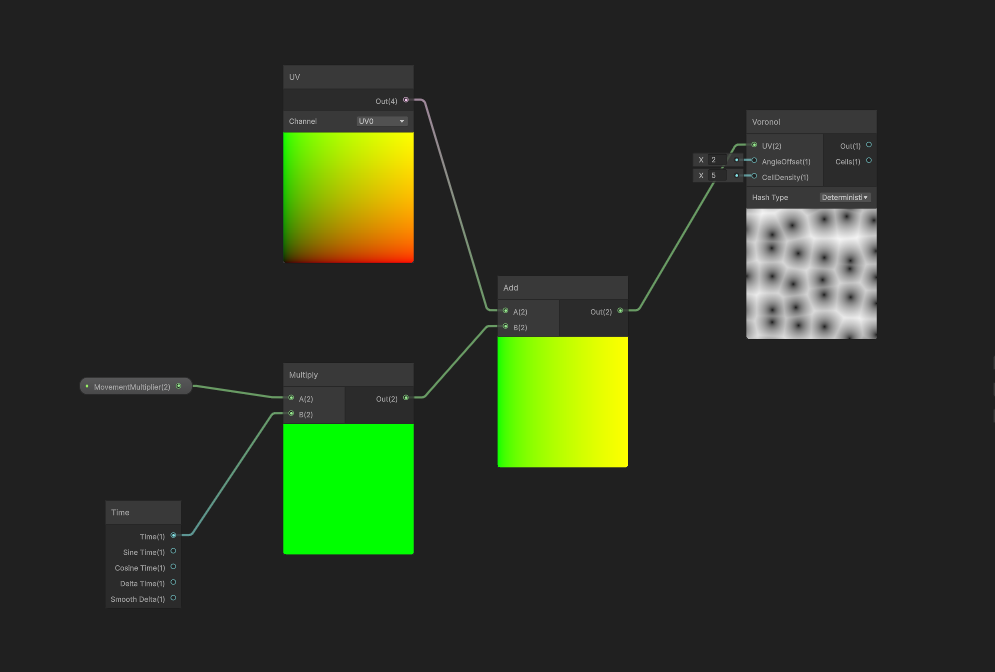 UV
Out(4)
Channel
UV0
Voronoi
UV(2)
Out(1)
X 2
AngleOffset(1)
Cells(1)
X 5
CellDensity(1)
Hash Type
Deterministi
Add
A(2)
Out(2)
B(2)
Multiply
MovementMultiplier(2)
A(2)
Out(2)
B(2)
Time
Time(1)
Sine Time(1)
Cosine Time(1)
Delta Time(1)
Smooth Delta(1)